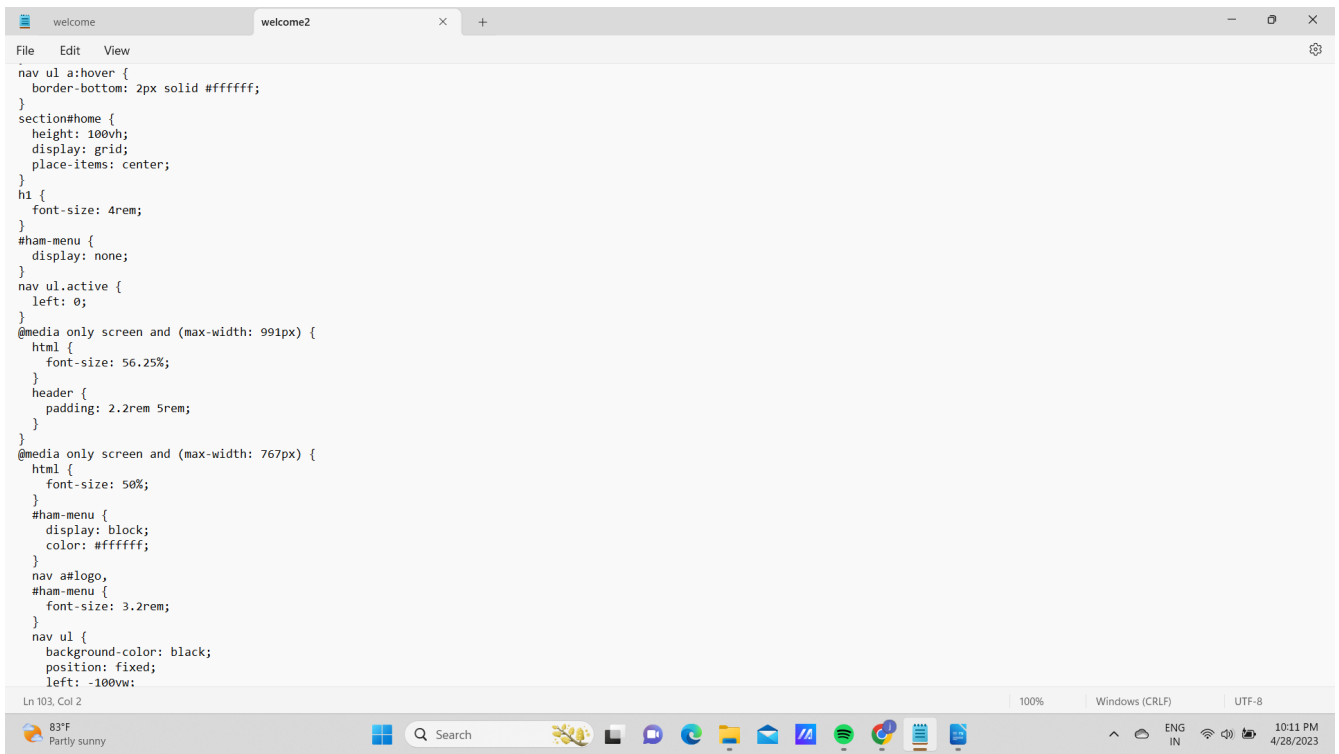 welcome
welcome2
File Edit View
nav ul a:hover {
  border-bottom: 2px solid #ffffff;
}
section#home {
  height: 100vh;
  display: grid;
  place-items: center;
}
h1 {
  font-size: 4rem;
}
#ham-menu {
  display: none;
}
nav ul.active {
  left: 0;
}
@media only screen and (max-width: 991px) {
  html {
    font-size: 56.25%;
  }
  header {
    padding: 2.2rem 5rem;
  }
}
@media only screen and (max-width: 767px) {
  html {
    font-size: 50%;
  }
  #ham-menu {
    display: block;
    color: #ffffff;
  }
  nav a#logo,
  #ham-menu {
    font-size: 3.2rem;
  }
  nav ul {
    background-color: black;
    position: fixed;
    left: -100vw;
Ln 103, Col 2 100% Windows (CRLF) UTF-8
83°F
Partly sunny
Search
ENG
IN
10:11 PM
4/28/2023